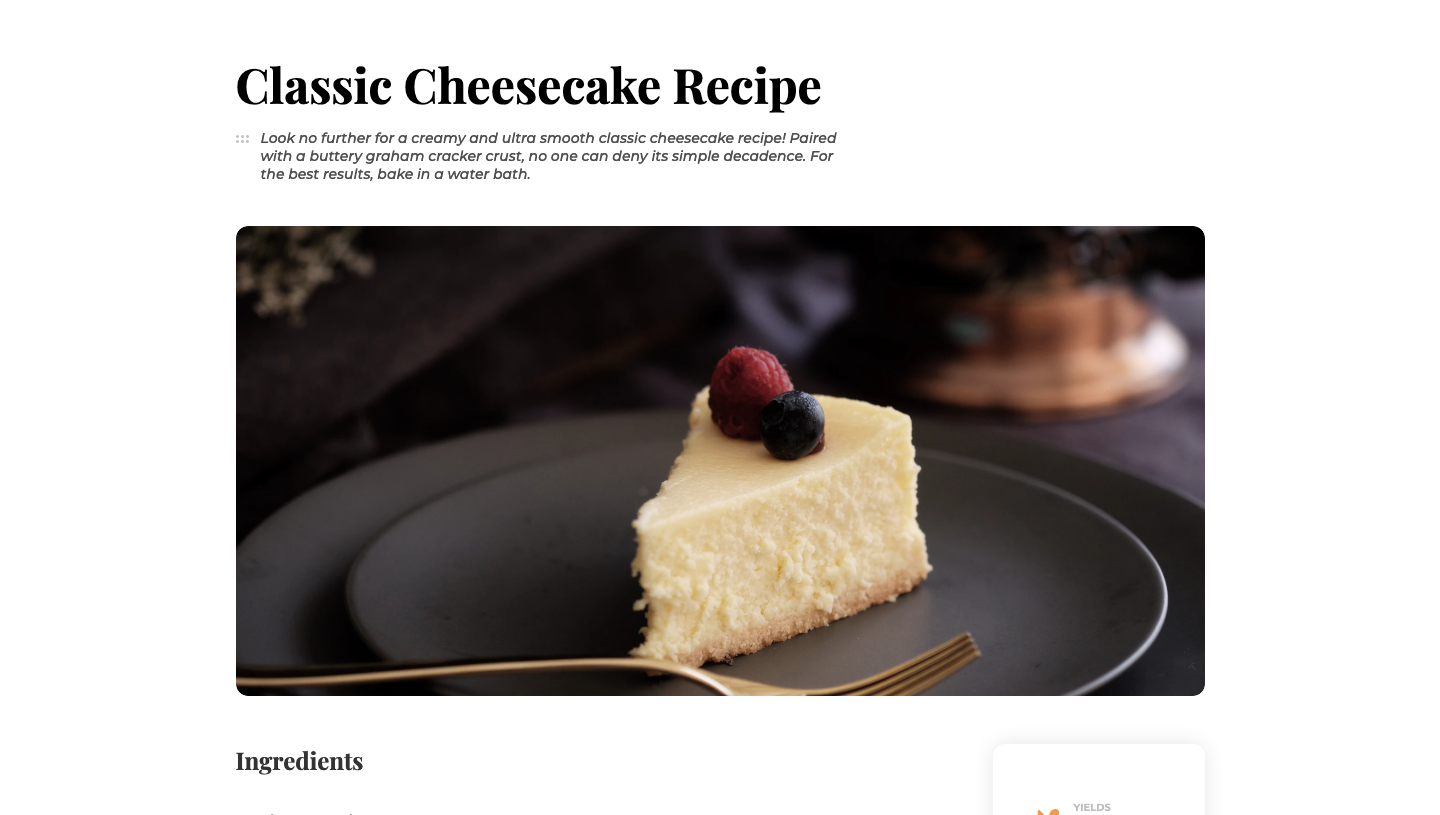 Classic Cheesecake Recipe
Look no further for a creamy and ultra smooth classic cheesecake recipe! Paired
with a buttery graham cracker crust, no one can deny its simple decadence. For
the best results, bake in a water bath.
Ingredients
YIELDS